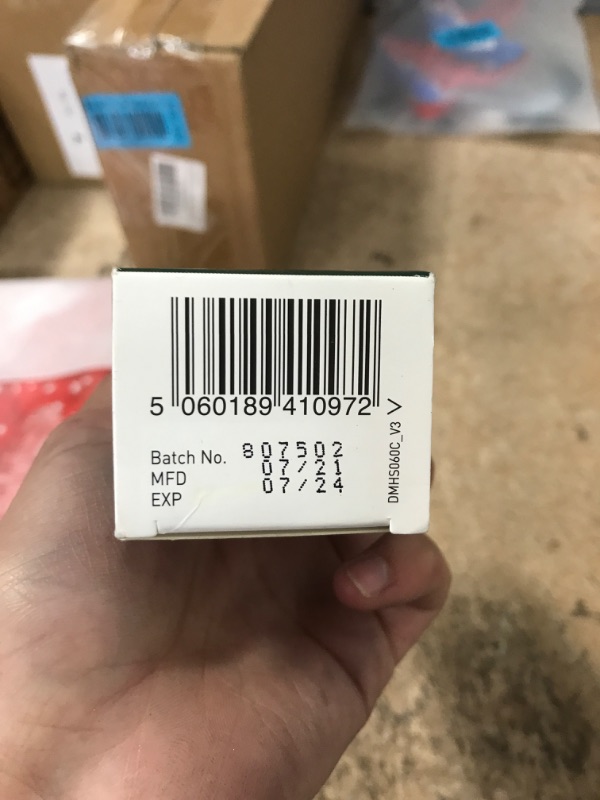 5 060189 410972 >
Batch No. 807502
MFD 07/21
EXP 07/24
DMHS060C_V3